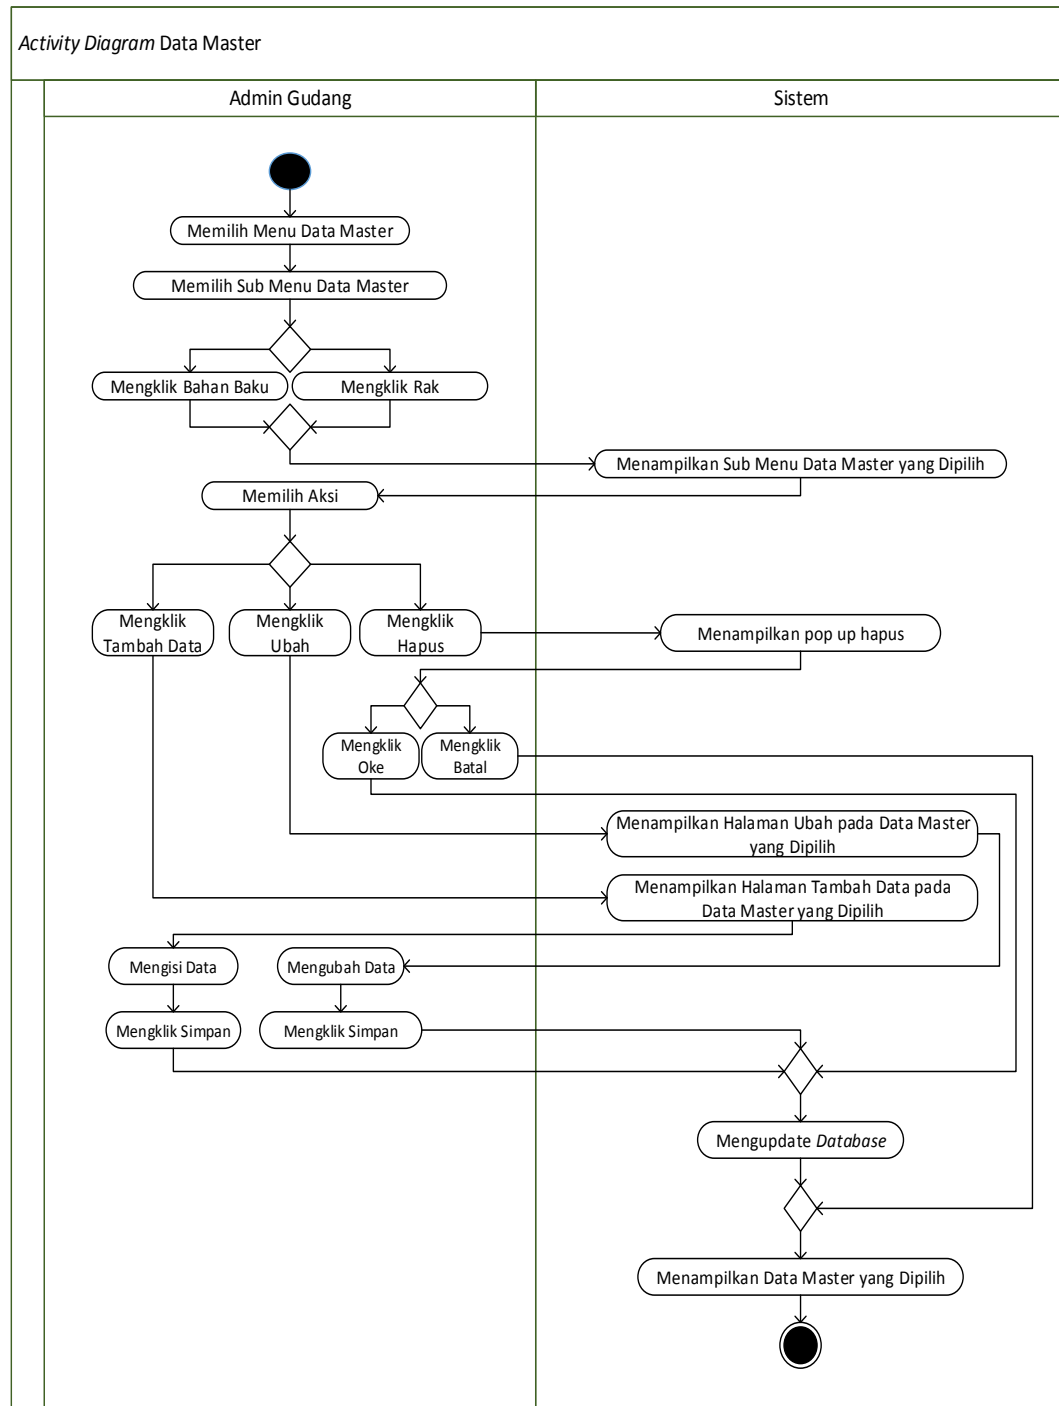 Activity Diagram Data Master
Admin Gudang
Sistem
Memilih Menu Data Master
Memilih Sub Menu Data Master
Mengklik Bahan Baku
Mengklik Rak
Menampilkan Sub Menu Data Master yang Dipilih
Memilih Aksi
Mengklik
Tambah Data
Mengklik
Ubah
Mengklik
Hapus
Menampilkan pop up hapus
Mengklik
Oke
Mengklik
Batal
Menampilkan Halaman Ubah pada Data Master
yang Dipilih
Menampilkan Halaman Tambah Data pada
Data Master yang Dipilih
Mengisi Data
Mengubah Data
Mengklik Simpan
Mengklik Simpan
Mengupdate Database
Menampilkan Data Master yang Dipilih